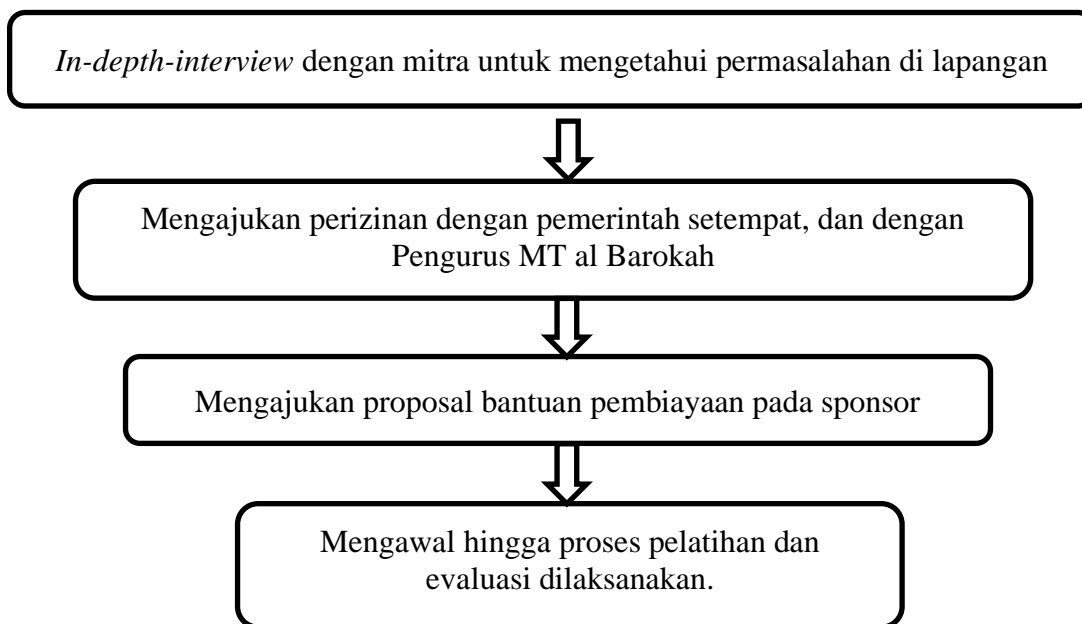 In-depth-interview dengan mitra untuk mengetahui permasalahan di lapangan
Mengajukan perizinan dengan pemerintah setempat, dan dengan
Pengurus MT al Barokah
Mengajukan proposal bantuan pembiayaan pada sponsor
Mengawal hingga proses pelatihan dan
evaluasi dilaksanakan.